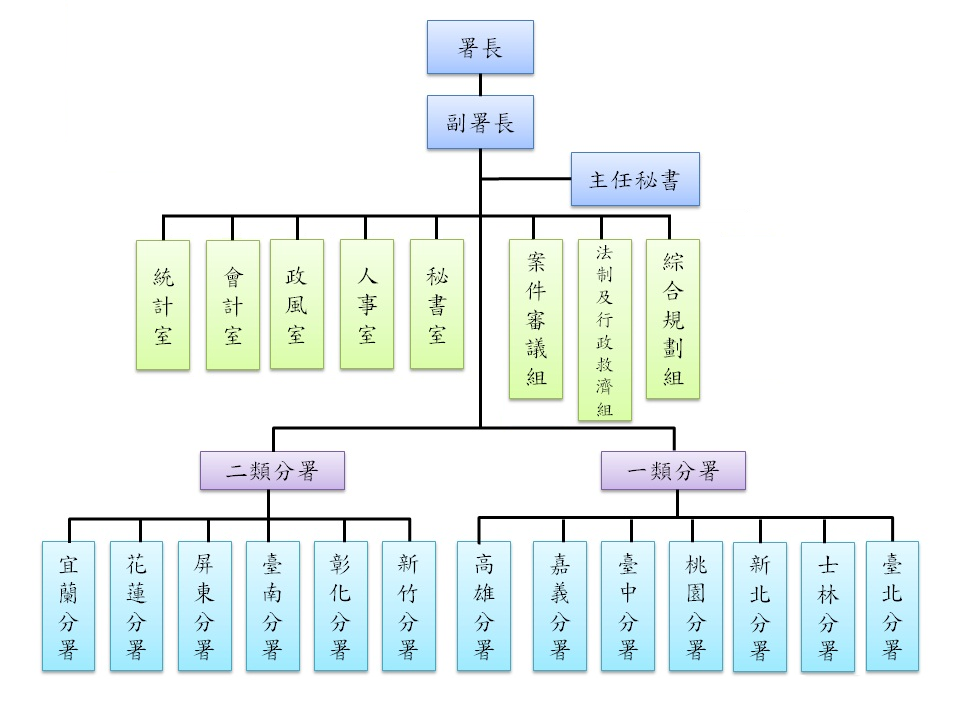 署長
副署長
主任秘書
統計室
會計室
政風室
人事室
秘書室
案件審議組
法制及行政救濟組
綜合規劃組
二類分署
一類分署
宜蘭分署
花蓮分署
屏東分署
臺南分署
彰化分署
新竹分署
高雄分署
嘉義分署
臺中分署
桃園分署
新北分署
士林分署
臺北分署